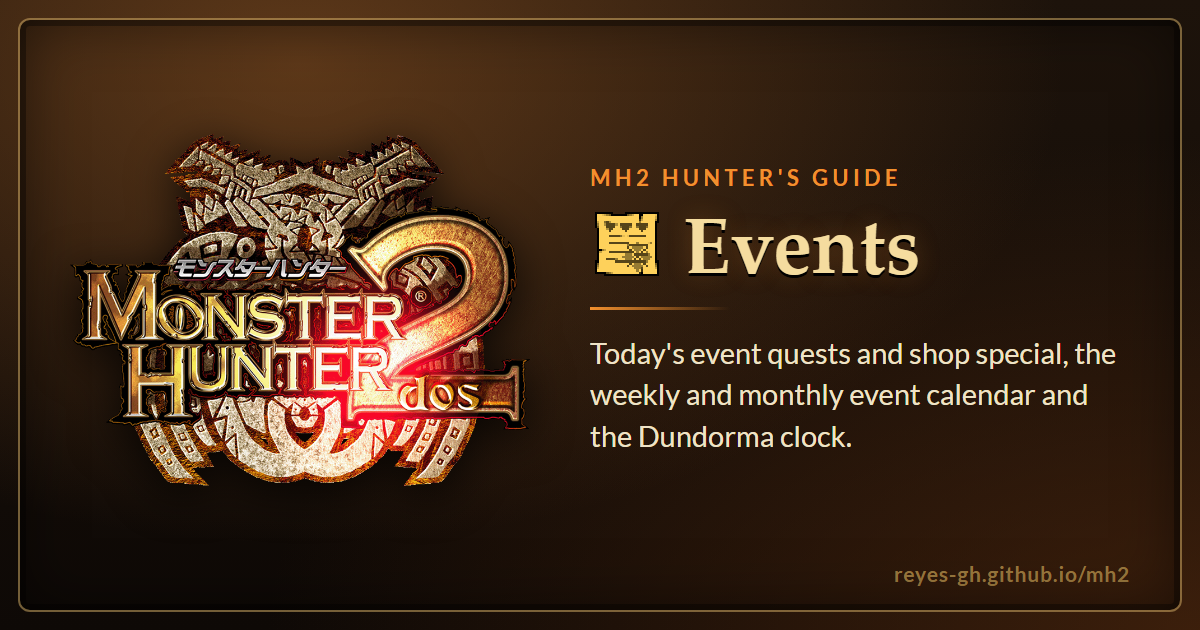 モンスターハンター
MONSTER
HUNTER
2
®
dos
MH2 HUNTER'S GUIDE
Events
Today's event quests and shop special, the
weekly and monthly event calendar and
the Dundorma clock.
reyes-gh.github.io/mh2